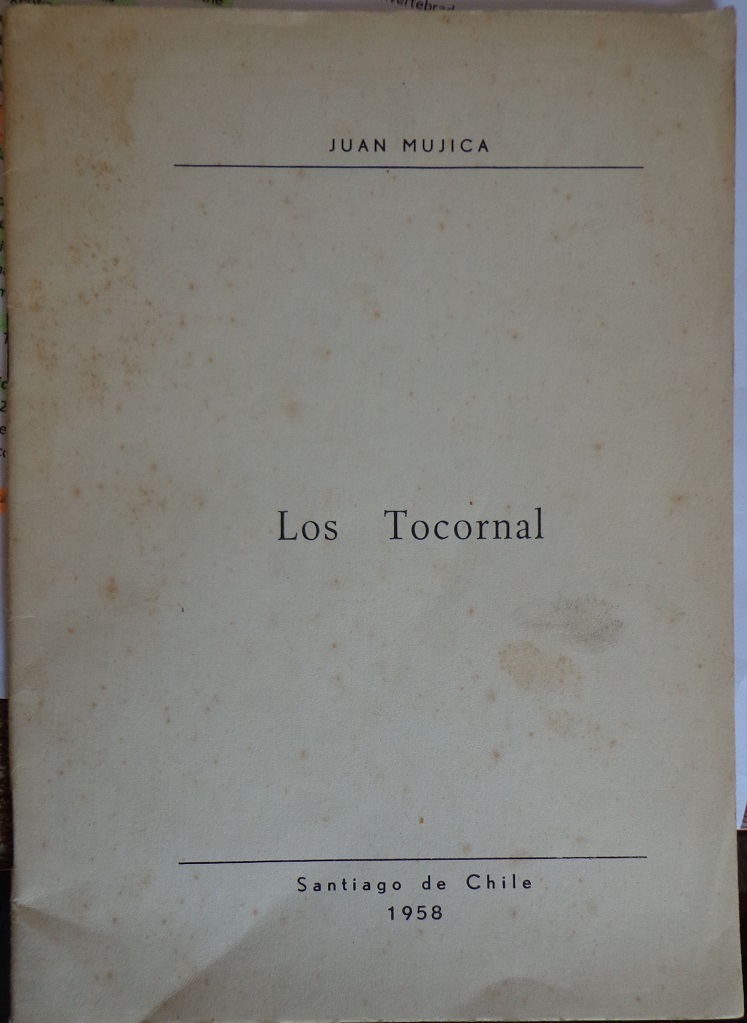 JUAN MUJICA
Los Tocornal
Santiago de Chile
1958